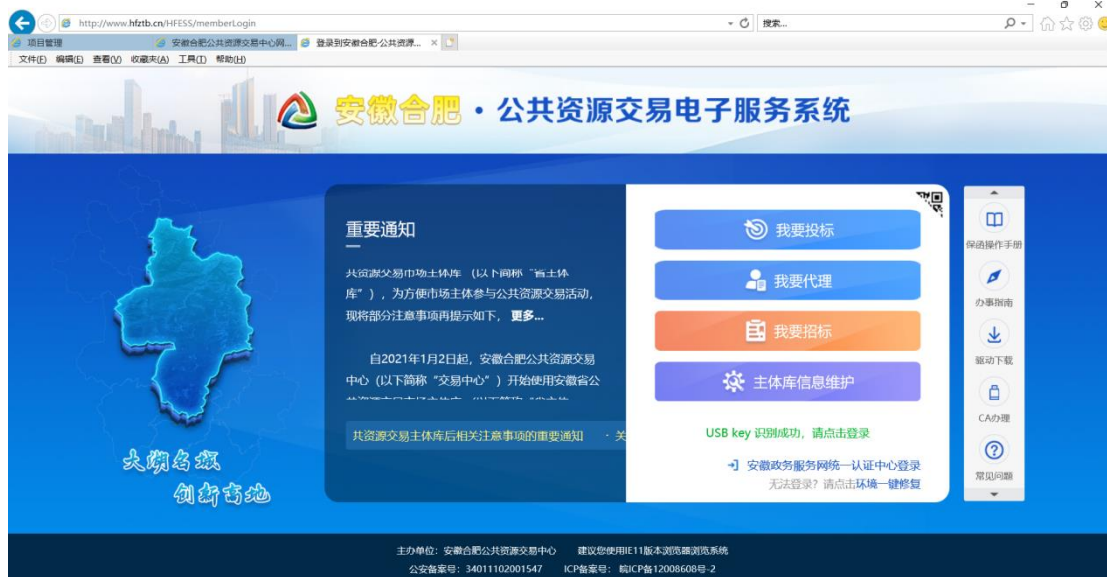 http://www.hfztb.cn/HFESS/memberLogin
搜索...
项目管理
安徽合肥公共资源交易中心网...
登录到安徽合肥·公共资源...
文件(F) 编辑(E) 查看(V) 收藏夹(A) 工具(T) 帮助(H)
安徽合肥·公共资源交易电子服务系统
大湖名城
创新高地
重要通知
共资源交易市场主体库（以下简称“省主体
库”），为方便市场主体参与公共资源交易活动，
现将部分注意事项再提示如下， 更多...
自2021年1月2日起，安徽合肥公共资源交易
中心（以下简称“交易中心”）开始使用安徽省公
共资源交易主体库后相关注意事项的重要通知 · 关
我要投标
我要代理
我要招标
主体库信息维护
USB key 识别成功，请点击登录
安徽政务服务网统一认证中心登录
无法登录？请点击环境一键修复
保函操作手册
办事指南
驱动下载
CA办理
常见问题
主办单位：安徽合肥公共资源交易中心 建议您使用IE11版本浏览器浏览系统
公安备案号：34011102001547 ICP备案号：皖ICP备12008608号-2